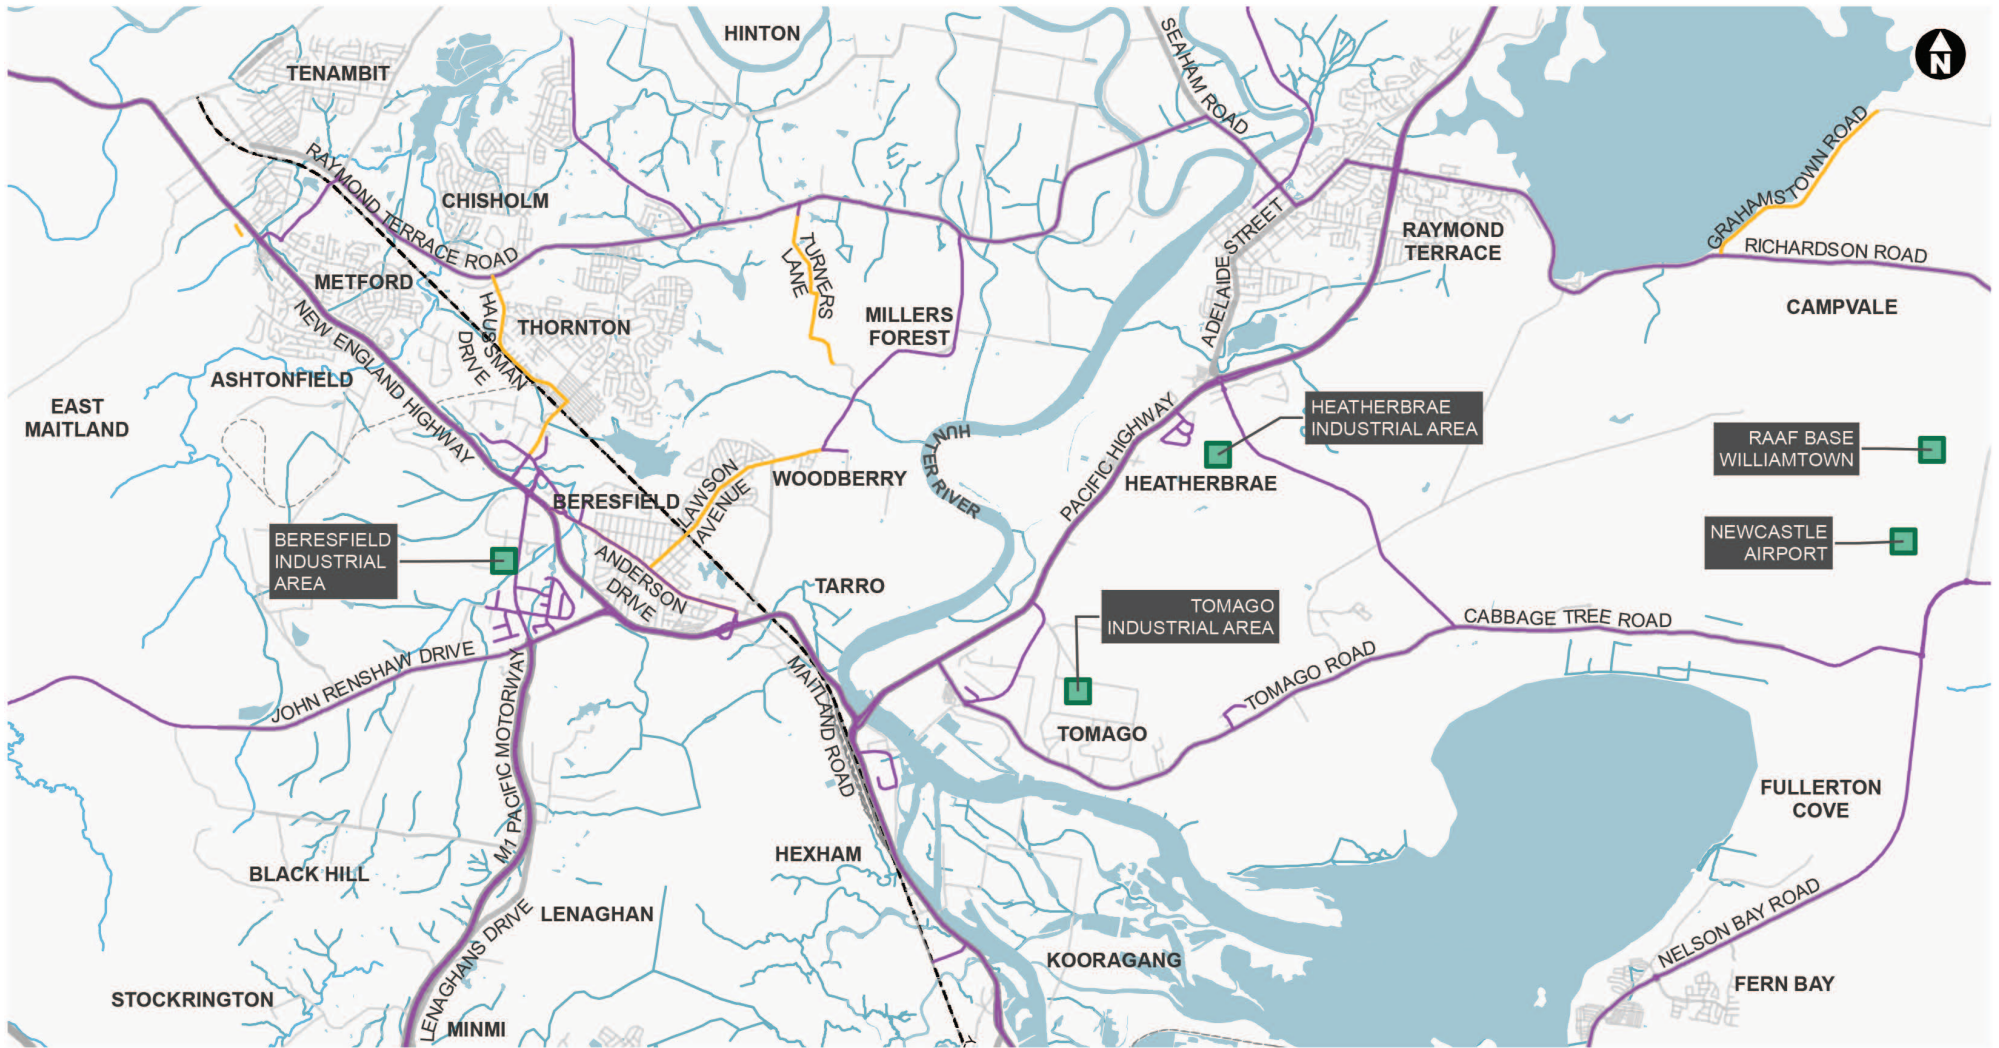 HINTON
SEAHAM ROAD
N
TENAMBIT
RAYMOND TERRACE ROAD
CHISHOLM
GRAHAMSTOWN ROAD
RICHARDSON ROAD
RAYMOND
TERRACE
ADELAIDE STREET
TURNERS
LANE
METFORD
HAUSSMAN
DRIVE
THORNTON
MILLERS
FOREST
CAMPVALE
NEW ENGLAND HIGHWAY
ASHTONFIELD
EAST
MAITLAND
HEATHERBRAE
INDUSTRIAL AREA
PACIFIC HIGHWAY
HUNTER RIVER
RAAF BASE
WILLIAMTOWN
WOODBERRY
HEATHERBRAE
LAWSON
AVENUE
BERESFIELD
BERESFIELD
INDUSTRIAL
AREA
NEWCASTLE
AIRPORT
ANDERSON
DRIVE
TARRO
TOMAGO
INDUSTRIAL AREA
CABBAGE TREE ROAD
JOHN RENSHAW DRIVE
MAITLAND ROAD
TOMAGO ROAD
M1 PACIFIC MOTORWAY
TOMAGO
FULLERTON
COVE
HEXHAM
BLACK HILL
LENAGHAN
LENAGHANS DRIVE
NELSON BAY ROAD
KOORAGANG
FERN BAY
STOCKRINGTON
MINMI